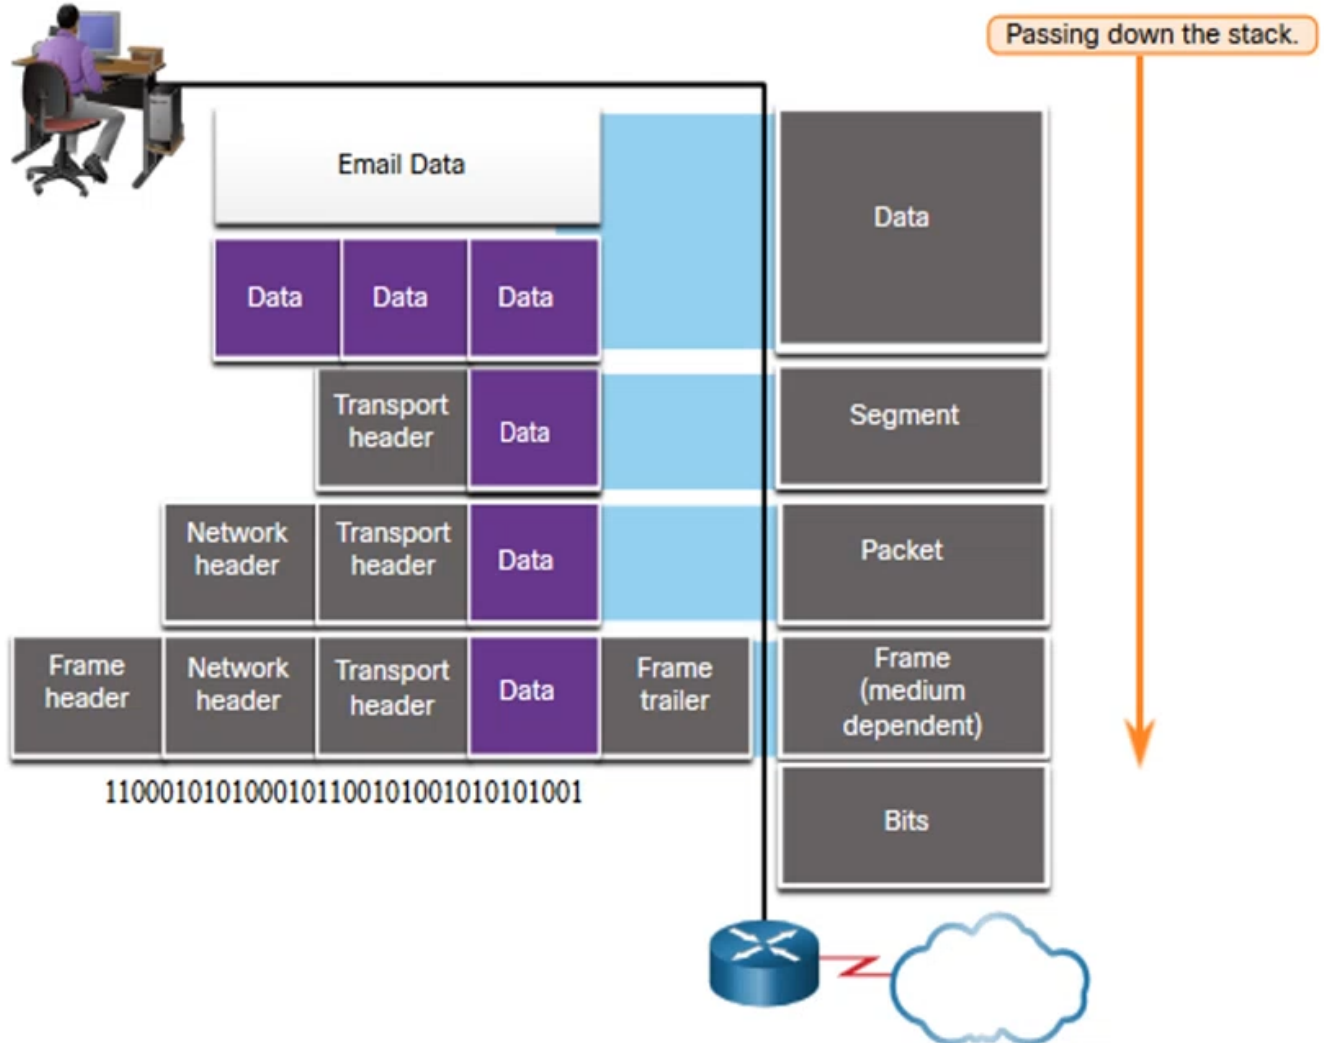 Passing down the stack.
Email Data
Data
Data
Data
Data
Transport
header
Data
Segment
Network
header
Transport
header
Data
Packet
Frame
header
Network
header
Transport
header
Data
Frame
trailer
Frame
(medium
dependent)
1100010101000101100101001010101001
Bits